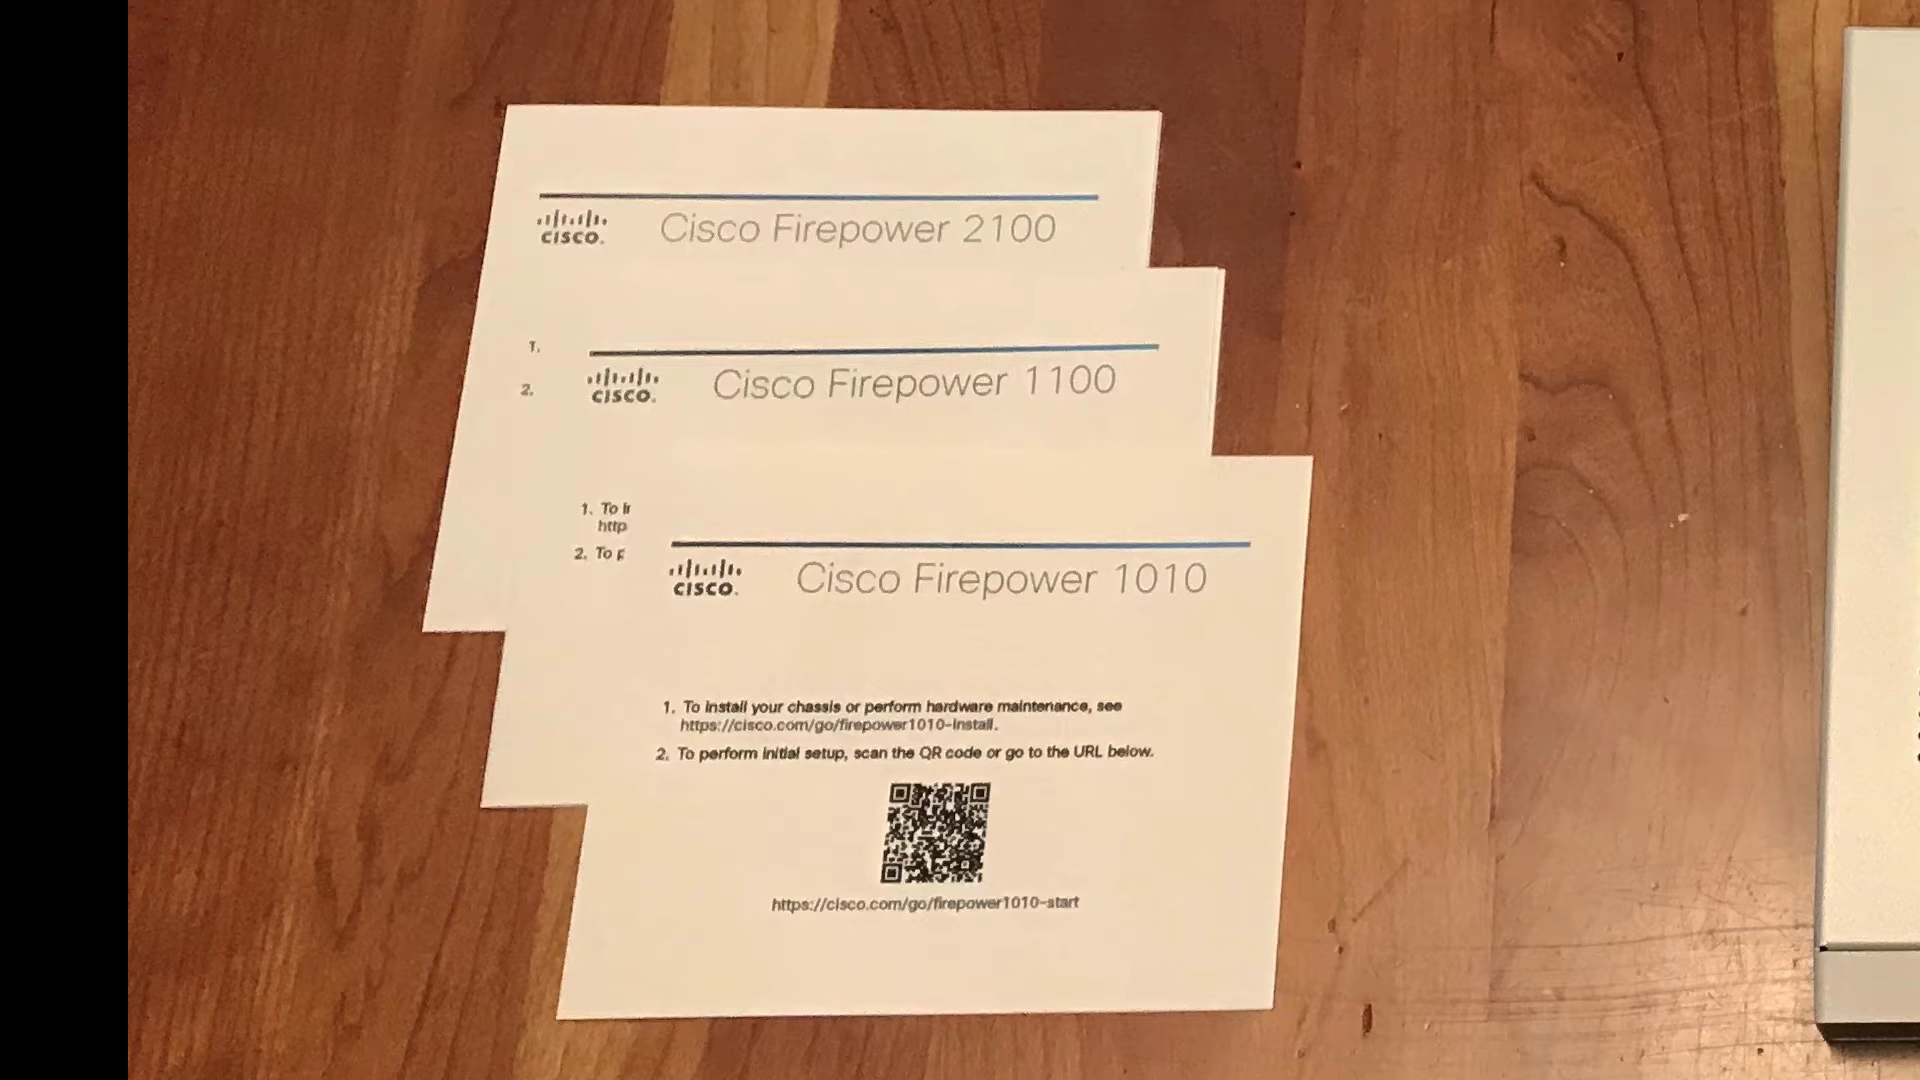 CISCO.
Cisco Firepower 2100
1.
2.
CISCO.
Cisco Firepower 1100
1. To
http
2. To
CISCO.
Cisco Firepower 1010
1. To install your chassis or perform hardware maintenance, see
https://cisco.com/go/firepower1010-install.
2. To perform initial setup, scan the QR code or go to the URL below.
https://cisco.com/go/firepower1010-start